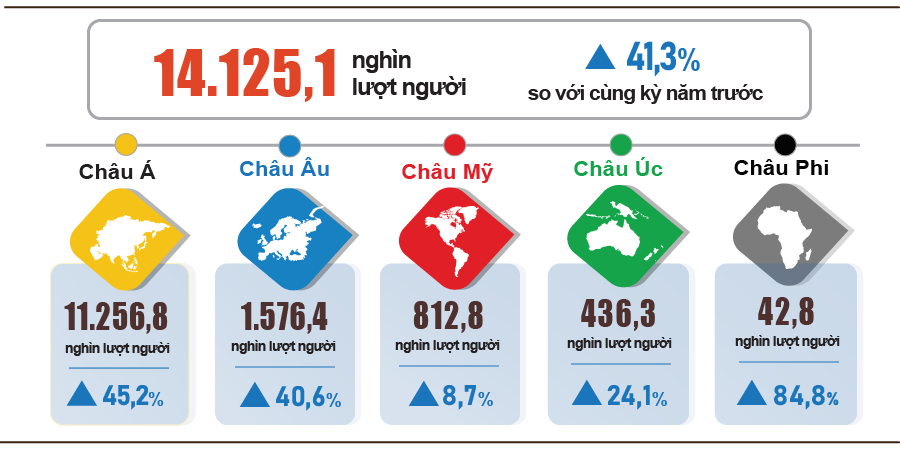 14.125,1
nghìn
lượt người
41,3%
so với cùng kỳ năm trước
Châu Á
Châu Âu
Châu Mỹ
Châu Úc
Châu Phi
11.256,8
nghìn lượt người
45,2%
1.576,4
nghìn lượt người
40,6%
812,8
nghìn lượt người
8,7%
436,3
nghìn lượt người
24,1%
42,8
nghìn lượt người
84,8%